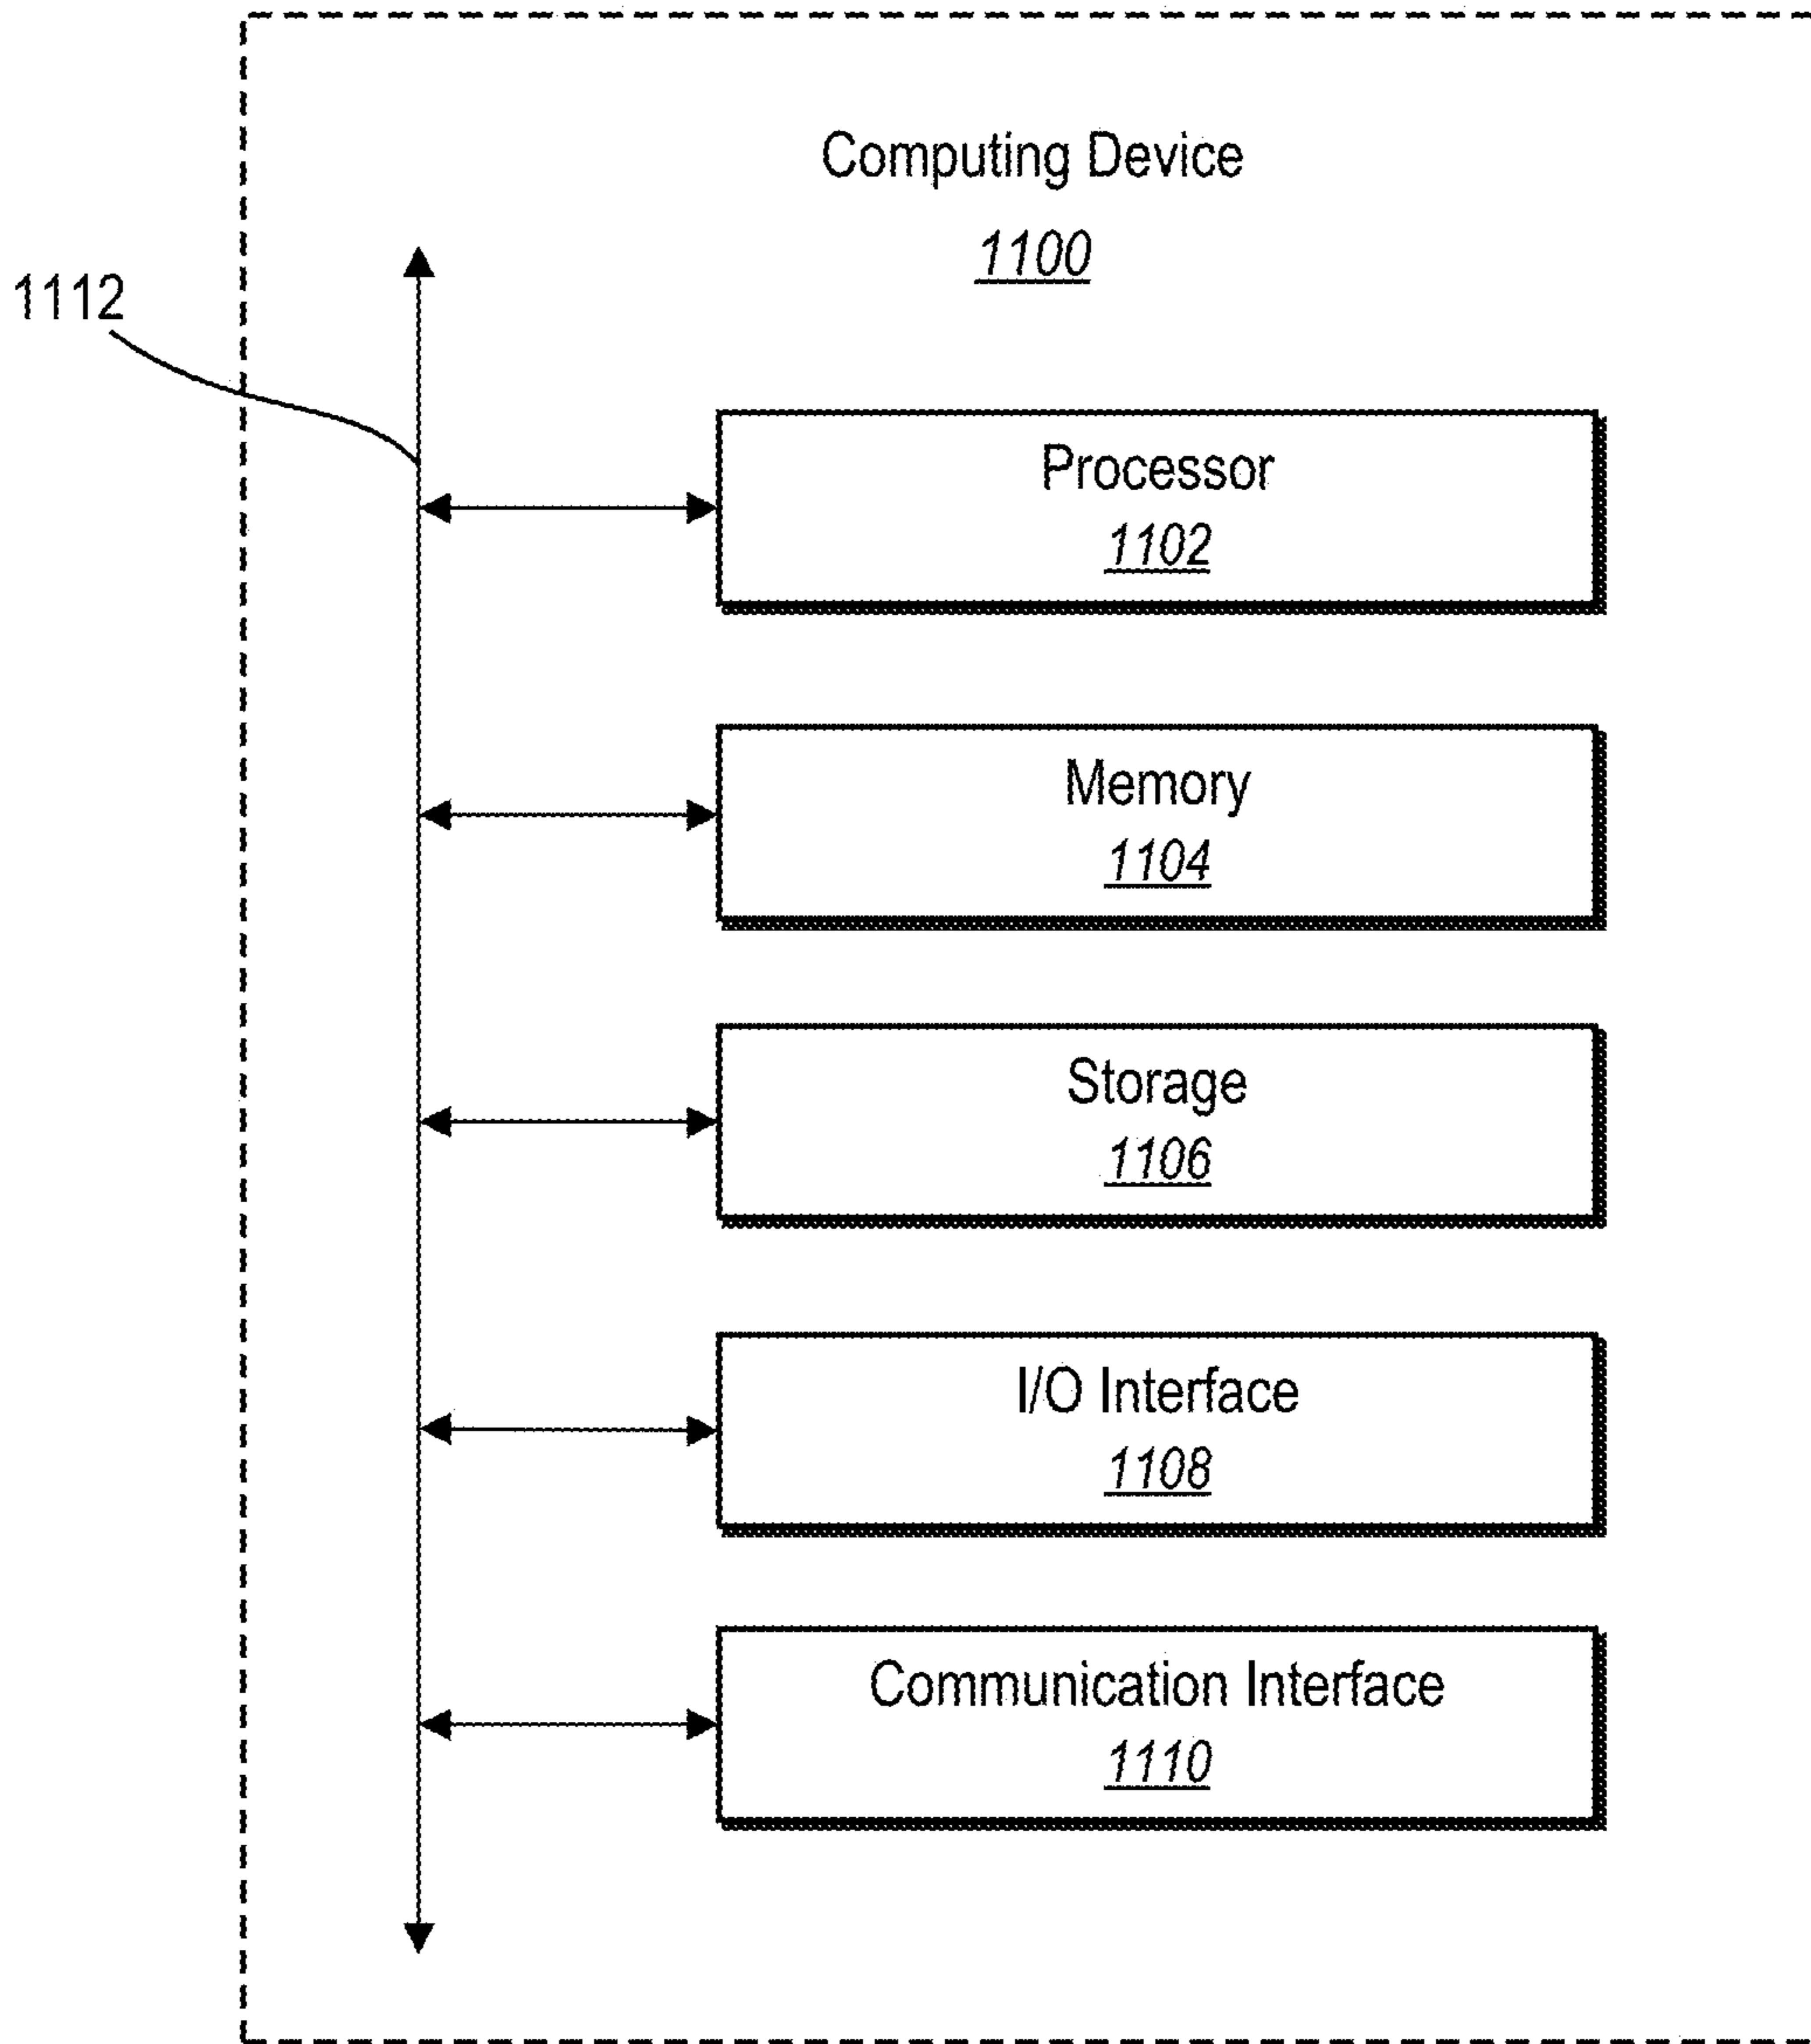 Computing Device
1100
1112
Processor
1102
Memory
1104
Storage
1106
I/O Interface
1108
Communication Interface
1110